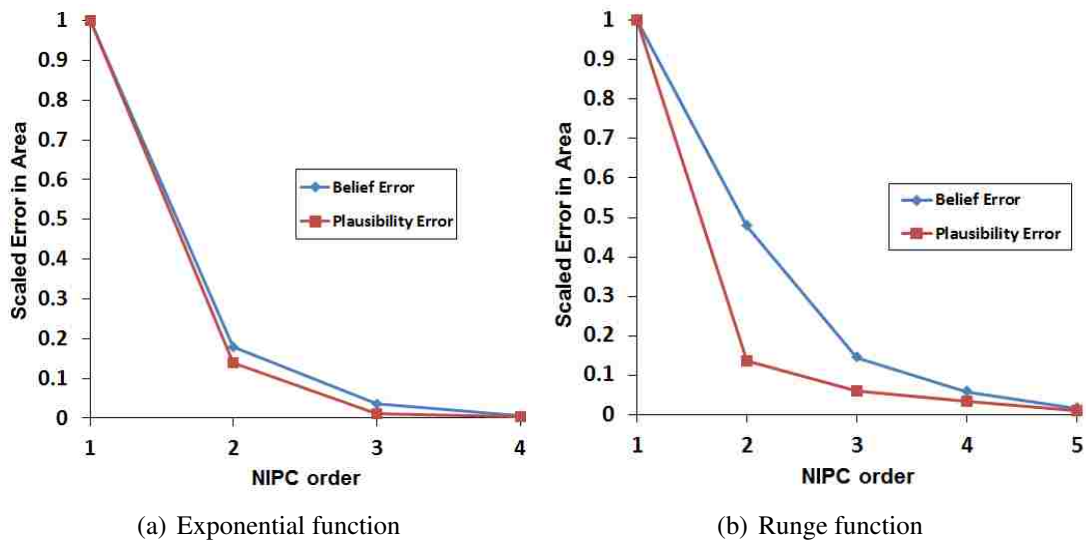 1
0.9
0.8
0.7
0.6
0.5
0.4
0.3
0.2
0.1
0
Scaled Error in Area
Belief Error
Plausibility Error
1 2 3 4
NIPC order
(a) Exponential function
1
0.9
0.8
0.7
0.6
0.5
0.4
0.3
0.2
0.1
0
Scaled Error in Area
Belief Error
Plausibility Error
1 2 3 4 5
NIPC order
(b) Runge function